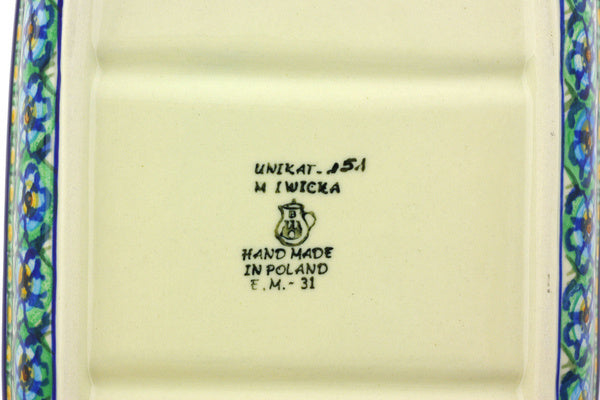 UNIKAT-151
M IWICKA
B
HAND MADE
IN POLAND
E.M.-31